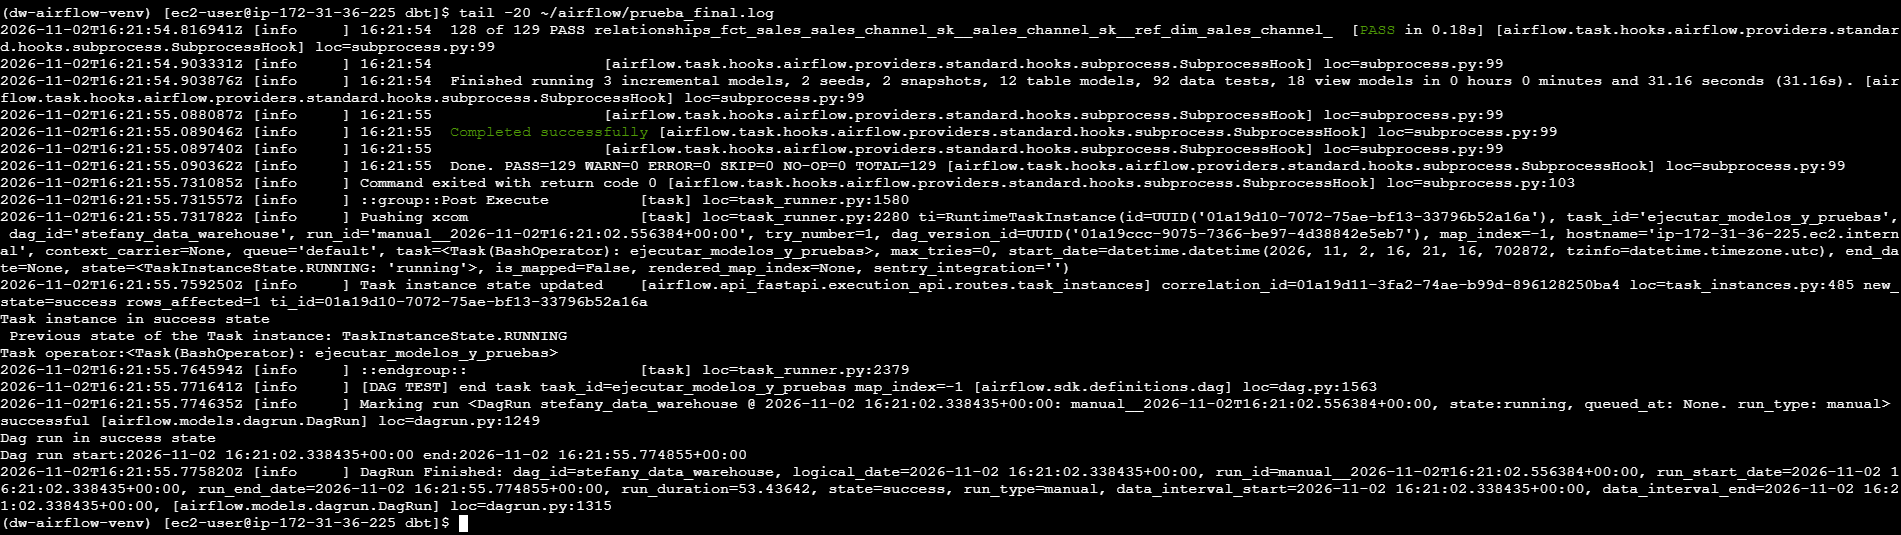 (dw-airflow-venv) [ec2-user@ip-172-31-36-225 dbt]$ tail -20 ~/airflow/prueba_final.log
2026-11-02T16:21:54.816941Z [info     ] 16:21:54  128 of 129 PASS relationships_fct_sales_sales_channel_sk__sales_channel_sk__ref_dim_sales_channel_  [PASS in 0.18s] [airflow.task.hooks.airflow.providers.standar
d.hooks.subprocess.SubprocessHook] loc=subprocess.py:99
2026-11-02T16:21:54.903331Z [info     ] 16:21:54                    [airflow.task.hooks.airflow.providers.standard.hooks.subprocess.SubprocessHook] loc=subprocess.py:99
2026-11-02T16:21:54.903876Z [info     ] 16:21:54  Finished running 3 incremental models, 2 seeds, 2 snapshots, 12 table models, 92 data tests, 18 view models in 0 hours 0 minutes and 31.16 seconds (31.16s). [air
flow.task.hooks.airflow.providers.standard.hooks.subprocess.SubprocessHook] loc=subprocess.py:99
2026-11-02T16:21:55.088087Z [info     ] 16:21:55                    [airflow.task.hooks.airflow.providers.standard.hooks.subprocess.SubprocessHook] loc=subprocess.py:99
2026-11-02T16:21:55.089046Z [info     ] 16:21:55  Completed successfully [airflow.task.hooks.airflow.providers.standard.hooks.subprocess.SubprocessHook] loc=subprocess.py:99
2026-11-02T16:21:55.089740Z [info     ] 16:21:55                    [airflow.task.hooks.airflow.providers.standard.hooks.subprocess.SubprocessHook] loc=subprocess.py:99
2026-11-02T16:21:55.090362Z [info     ] 16:21:55  Done. PASS=129 WARN=0 ERROR=0 SKIP=0 NO-OP=0 TOTAL=129 [airflow.task.hooks.airflow.providers.standard.hooks.subprocess.SubprocessHook] loc=subprocess.py:99
2026-11-02T16:21:55.731085Z [info     ] Command exited with return code 0 [airflow.task.hooks.airflow.providers.standard.hooks.subprocess.SubprocessHook] loc=subprocess.py:103
2026-11-02T16:21:55.731557Z [info     ] ::group::Post Execute          [task] loc=task_runner.py:1580
2026-11-02T16:21:55.731782Z [info     ] Pushing xcom                   [task] loc=task_runner.py:2280 ti=RuntimeTaskInstance(id=UUID('01a19d10-7072-75ae-bf13-33796b52a16a'), task_id='ejecutar_modelos_y_pruebas',
 dag_id='stefany_data_warehouse', run_id='manual__2026-11-02T16:21:02.556384+00:00', try_number=1, dag_version_id=UUID('01a19ccc-9075-7366-be97-4d38842e5eb7'), map_index=-1, hostname='ip-172-31-36-225.ec2.intern
al', context_carrier=None, queue='default', task=<Task(BashOperator): ejecutar_modelos_y_pruebas>, max_tries=0, start_date=datetime.datetime(2026, 11, 2, 16, 21, 16, 702872, tzinfo=datetime.timezone.utc), end_da
te=None, state=<TaskInstanceState.RUNNING: 'running'>, is_mapped=False, rendered_map_index=None, sentry_integration='')
2026-11-02T16:21:55.759250Z [info     ] Task instance state updated    [airflow.api_fastapi.execution_api.routes.task_instances] correlation_id=01a19d11-3fa2-74ae-b99d-896128250ba4 loc=task_instances.py:485 new_
state=success rows_affected=1 ti_id=01a19d10-7072-75ae-bf13-33796b52a16a
Task instance in success state
 Previous state of the Task instance: TaskInstanceState.RUNNING
Task operator:<Task(BashOperator): ejecutar_modelos_y_pruebas>
2026-11-02T16:21:55.764594Z [info     ] ::endgroup::                   [task] loc=task_runner.py:2379
2026-11-02T16:21:55.771641Z [info     ] [DAG TEST] end task task_id=ejecutar_modelos_y_pruebas map_index=-1 [airflow.sdk.definitions.dag] loc=dag.py:1563
2026-11-02T16:21:55.774635Z [info     ] Marking run <DagRun stefany_data_warehouse @ 2026-11-02 16:21:02.338435+00:00: manual__2026-11-02T16:21:02.556384+00:00, state:running, queued_at: None. run_type: manual>
successful [airflow.models.dagrun.DagRun] loc=dagrun.py:1249
Dag run in success state
Dag run start:2026-11-02 16:21:02.338435+00:00 end:2026-11-02 16:21:55.774855+00:00
2026-11-02T16:21:55.775820Z [info     ] DagRun Finished: dag_id=stefany_data_warehouse, logical_date=2026-11-02 16:21:02.338435+00:00, run_id=manual__2026-11-02T16:21:02.556384+00:00, run_start_date=2026-11-02 1
6:21:02.338435+00:00, run_end_date=2026-11-02 16:21:55.774855+00:00, run_duration=53.43642, state=success, run_type=manual, data_interval_start=2026-11-02 16:21:02.338435+00:00, data_interval_end=2026-11-02 16:2
1:02.338435+00:00, [airflow.models.dagrun.DagRun] loc=dagrun.py:1315
(dw-airflow-venv) [ec2-user@ip-172-31-36-225 dbt]$